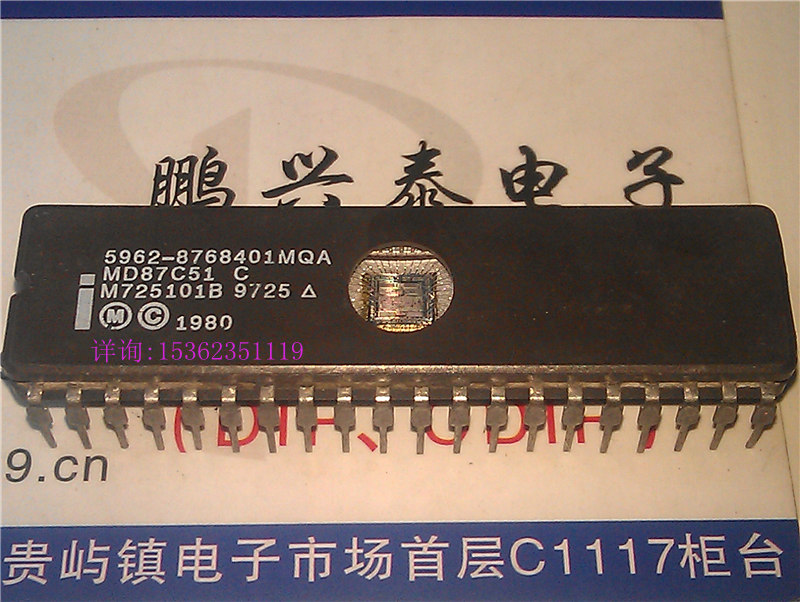 鹏兴泰电子
5962-8768401MQA
MD87C51 C
M725101B 9725 Δ
i Ⓜ © 1980
详询:15362351119
9.cn
贵屿镇电子市场首层C1117柜台